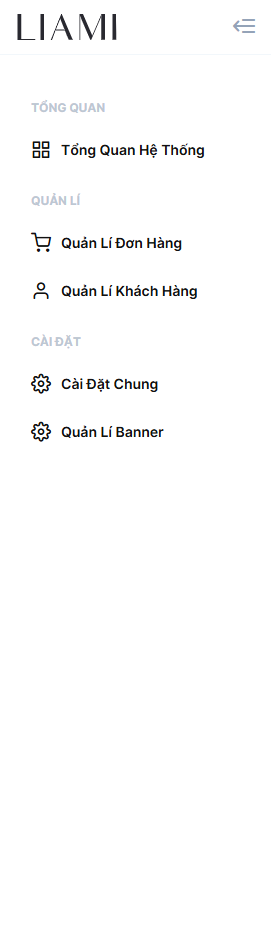 LIAMI
TỔNG QUAN
Tổng Quan Hệ Thống
QUẢN LÍ
Quản Lí Đơn Hàng
Quản Lí Khách Hàng
CÀI ĐẶT
Cài Đặt Chung
Quản Lí Banner